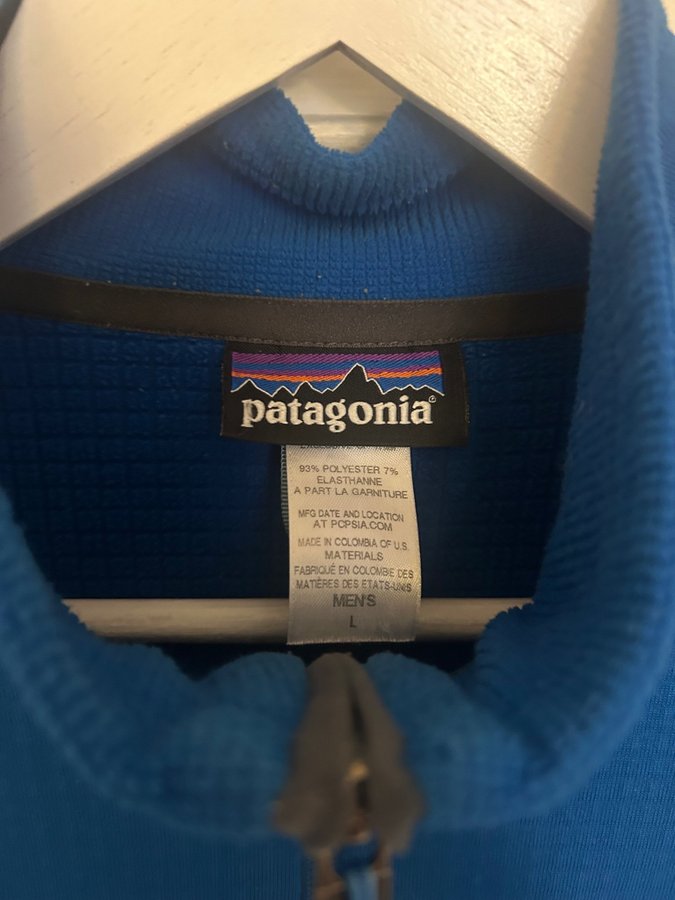 patagonia®
93% POLYESTER 7%
ELASTHANNE
A PART LA GARNITURE
MFG DATE AND LOCATION
AT PCPSIA.COM
MADE IN COLOMBIA OF U.S.
MATERIALS
FABRIQUÉ EN COLOMBIE DES
MATIÈRES DES ÉTATS-UNIS
MEN'S
L